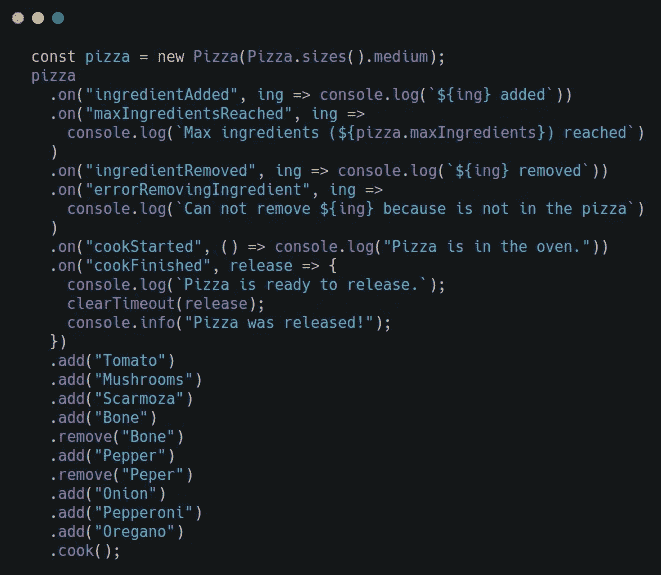 const pizza = new Pizza(Pizza.sizes().medium);
pizza
  .on("ingredientAdded", ing => console.log(`${ing} added`))
  .on("maxIngredientsReached", ing =>
    console.log(`Max ingredients (${pizza.maxIngredients}) reached`)
  )
  .on("ingredientRemoved", ing => console.log(`${ing} removed`))
  .on("errorRemovingIngredient", ing =>
    console.log(`Can not remove ${ing} because is not in the pizza`)
  )
  .on("cookStarted", () => console.log("Pizza is in the oven."))
  .on("cookFinished", release => {
    console.log(`Pizza is ready to release.`);
    clearTimeout(release);
    console.info("Pizza was released!");
  })
  .add("Tomato")
  .add("Mushrooms")
  .add("Scarmoza")
  .add("Bone")
  .remove("Bone")
  .add("Pepper")
  .remove("Peper")
  .add("Onion")
  .add("Pepperoni")
  .add("Oregano")
  .cook();